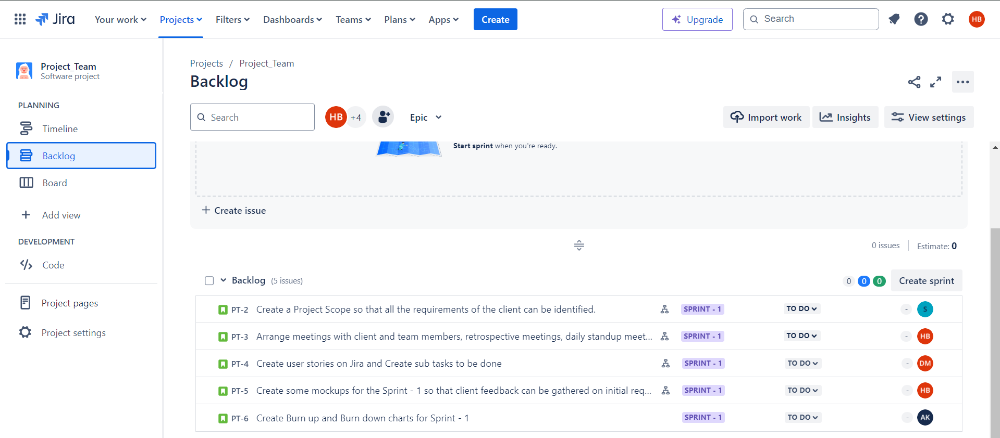 Jira Your work Projects Filters Dashboards Teams Plans Apps Create Upgrade Search HB
Project_Team
Software project
PLANNING
Timeline
Backlog
Board
Add view
DEVELOPMENT
Code
Project pages
Project settings
Projects / Project_Team
Backlog
Search HB +4 Epic Import work Insights View settings
Start sprint when you're ready.
+ Create issue
0 issues Estimate: 0
Backlog (5 issues) 0 0 0 Create sprint
PT-2 Create a Project Scope so that all the requirements of the client can be identified. SPRINT - 1 TO DO - S
PT-3 Arrange meetings with client and team members, retrospective meetings, daily standup meet... SPRINT - 1 TO DO - HB
PT-4 Create user stories on Jira and Create sub tasks to be done SPRINT - 1 TO DO - DM
PT-5 Create some mockups for the Sprint - 1 so that client feedback can be gathered on initial req... SPRINT - 1 TO DO - HB
PT-6 Create Burn up and Burn down charts for Sprint - 1 SPRINT - 1 TO DO - AK